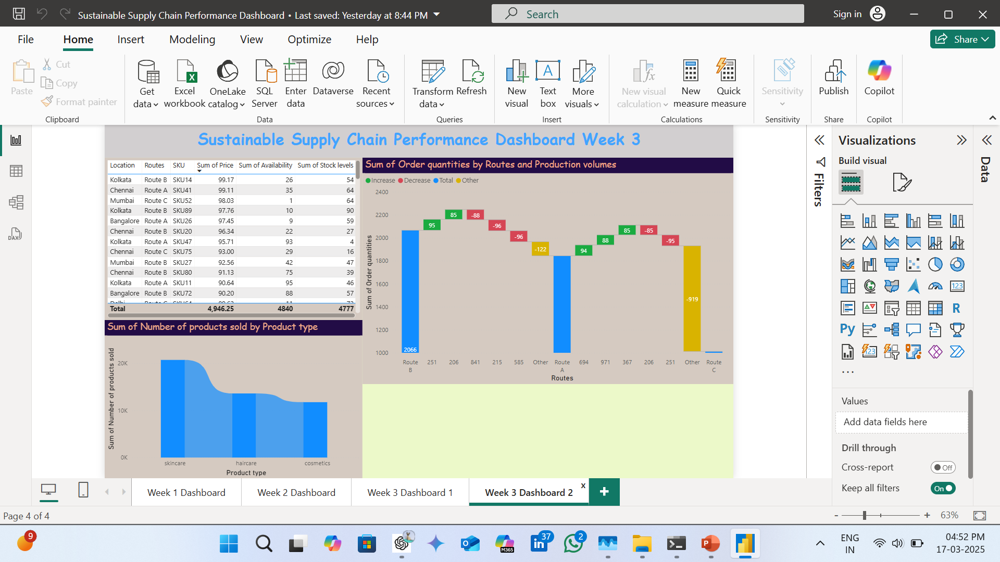 Sustainable Supply Chain Performance Dashboard • Last saved: Yesterday at 8:44 PM
Search
Sign in
File Home Insert Modeling View Optimize Help
Share
Paste
Cut
Copy
Format painter
Clipboard
Get data
Excel workbook
OneLake catalog
SQL Server
Enter data
Dataverse
Recent sources
Data
Transform data
Refresh
Queries
New visual
Text box
More visuals
Insert
New visual calculation
New measure
Quick measure
Calculations
Sensitivity
Sensitivity
Publish
Share
Copilot
Copilot
Sustainable Supply Chain Performance Dashboard Week 3
Location Routes SKU Sum of Price Sum of Availability Sum of Stock levels
Kolkata Route B SKU14 99.17 26 54
Chennai Route A SKU41 99.11 35 64
Mumbai Route C SKU52 98.03 1 64
Kolkata Route B SKU89 97.76 10 90
Bangalore Route A SKU26 97.45 9 59
Chennai Route B SKU20 96.34 22 27
Kolkata Route A SKU47 95.71 93 4
Chennai Route C SKU75 93.00 29 16
Mumbai Route B SKU27 92.56 42 47
Chennai Route B SKU80 91.13 75 39
Kolkata Route A SKU11 90.64 95 46
Bangalore Route B SKU72 90.20 88 57
Total 4,946.25 4840 4777
Sum of Order quantities by Routes and Production volumes
Increase Decrease Total Other
Sum of Order quantities
2400
2200
2000
1800
1600
1400
1200
1000
2066
95
85
-88
-96
-96
-122
94
88
85
-85
-95
-919
Route B 251 206 841 215 585 Other Route A 694 971 367 206 251 Other Route C
Routes
Sum of Number of products sold by Product type
Sum of Number of products sold
20K
10K
0K
skincare haircare cosmetics
Product type
Filters
Visualizations
Build visual
123
R
Py
123
...
Values
Add data fields here
Drill through
Cross-report Off
Keep all filters On
Data
DAX
Week 1 Dashboard Week 2 Dashboard Week 3 Dashboard 1 Week 3 Dashboard 2 x +
Page 4 of 4
- + 63%
9
M365
37
2
ENG
IN
04:52 PM
17-03-2025